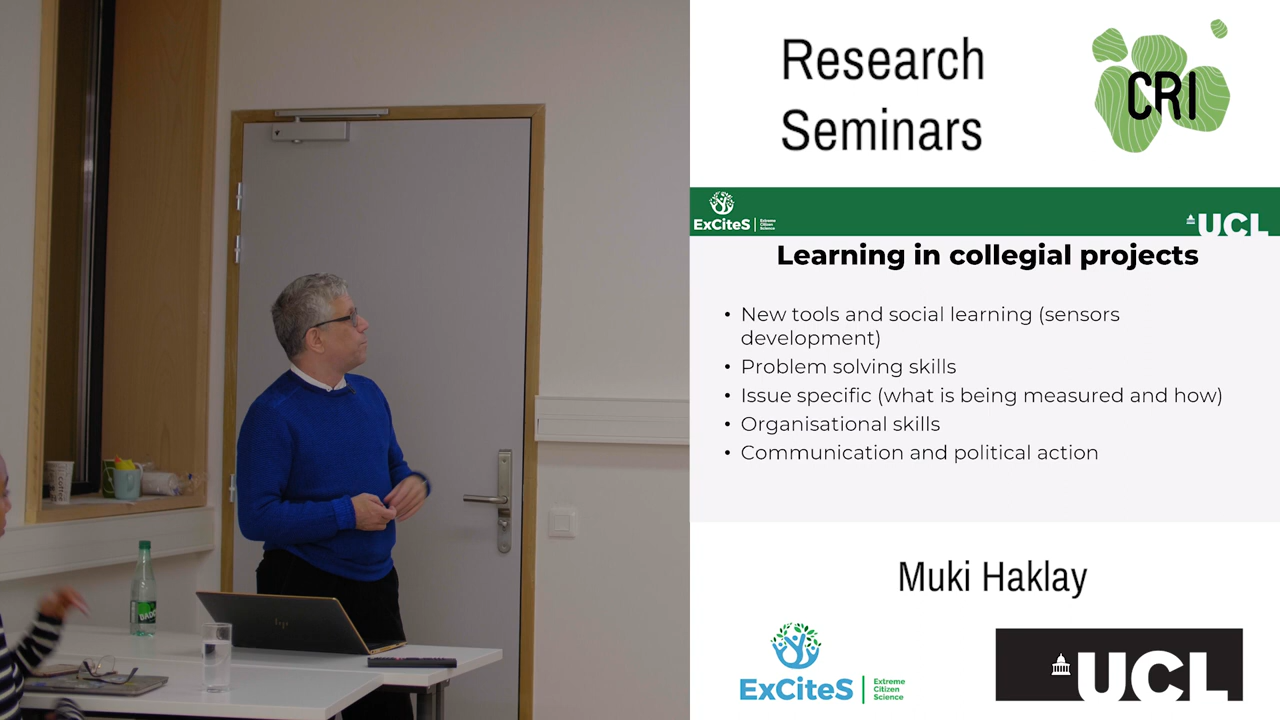 Research
Seminars
CRI
ExCiteS
Extreme
Citizen
Science
UCL
Learning in collegial projects
• New tools and social learning (sensors
development)
• Problem solving skills
• Issue specific (what is being measured and how)
• Organisational skills
• Communication and political action
Muki Haklay
ExCiteS
Extreme
Citizen
Science
UCL
hp
coffee